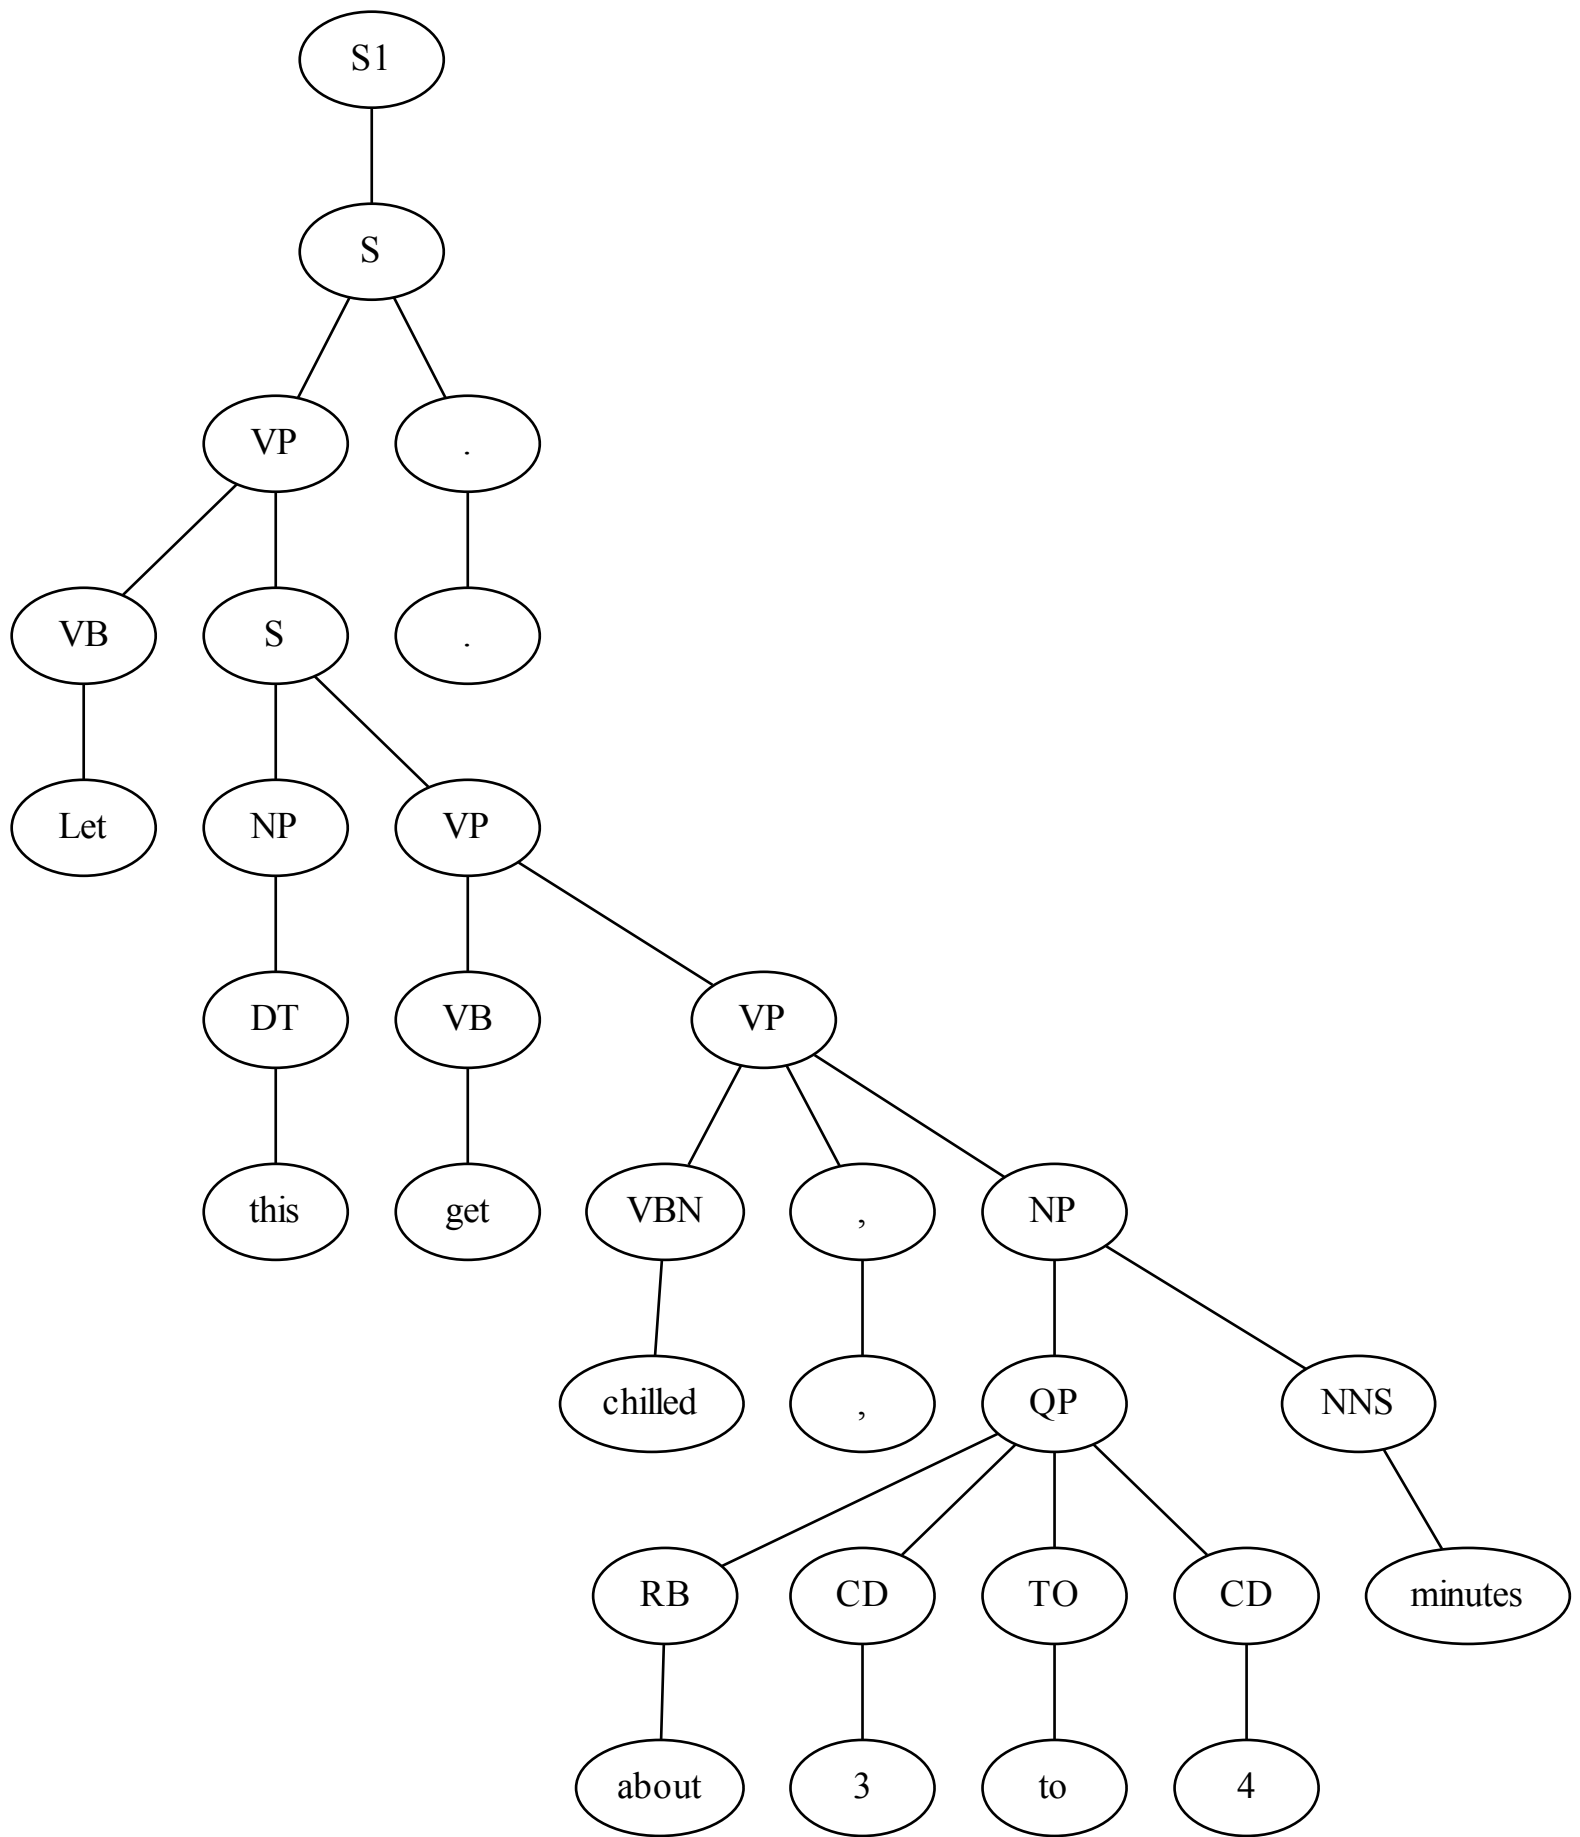 S1
S
VP .
VB S .
Let NP VP
DT VB VP
this get VBN , NP
chilled , QP NNS
RB CD TO CD minutes
about 3 to 4